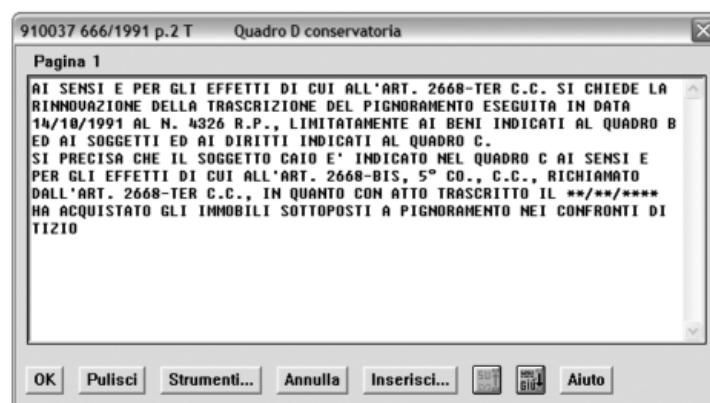 910037 666/1991 p.2 T Quadro D conservatoria
Pagina 1
AI SENSI E PER GLI EFFETTI DI CUI ALL'ART. 2668-TER C.C. SI CHIEDE LA
RINNOVAZIONE DELLA TRASCRIZIONE DEL PIGNORAMENTO ESEGUITA IN DATA
14/10/1991 AL N. 4326 R.P., LIMITATAMENTE AI BENI INDICATI AL QUADRO B
ED AI SOGGETTI ED AI DIRITTI INDICATI AL QUADRO C.
SI PRECISA CHE IL SOGGETTO CAIO E' INDICATO NEL QUADRO C AI SENSI E
PER GLI EFFETTI DI CUI ALL'ART. 2668-BIS, 5° CO., C.C., RICHIAMATO
DALL'ART. 2668-TER C.C., IN QUANTO CON ATTO TRASCRITTO IL **/**/****
HA ACQUISTATO GLI IMMOBILI SOTTOPOSTI A PIGNORAMENTO NEI CONFRONTI DI
TIZIO
OK Pulisci Strumenti... Annulla Inserisci... Giù Aiuto